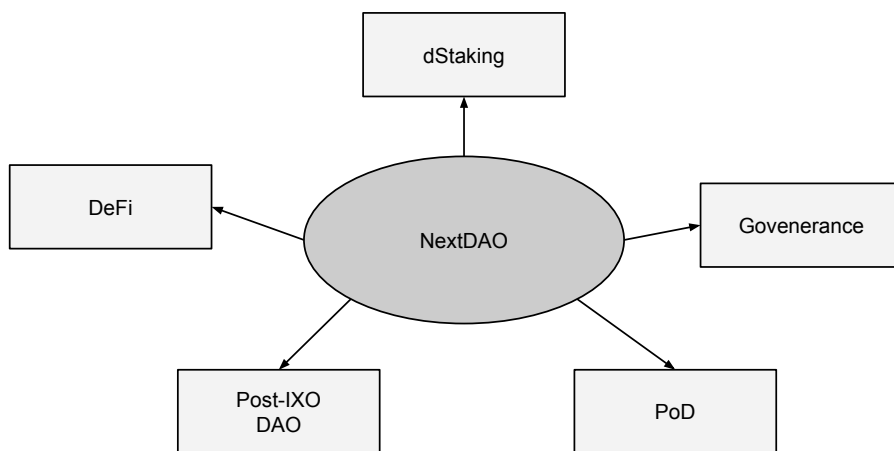 dStaking
DeFi
Govenerance
NextDAO
Post-IXO
DAO
PoD